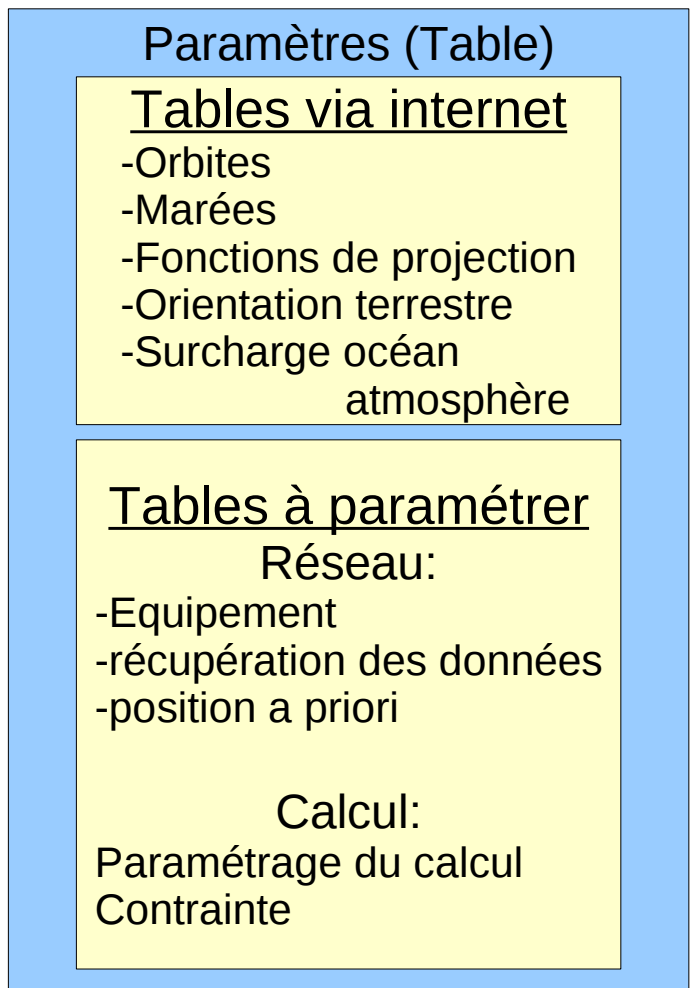 Paramètres (Table)
Tables via internet
-Orbites
-Marées
-Fonctions de projection
-Orientation terrestre
-Surcharge océan
atmosphère
Tables à paramétrer
Réseau:
-Equipement
-récupération des données
-position a priori
Calcul:
Paramétrage du calcul
Contrainte